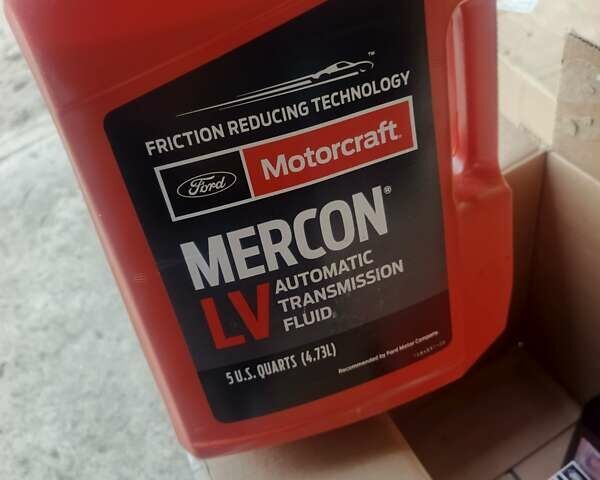 FRICTION REDUCING TECHNOLOGY
Ford Motorcraft®
MERCON®
LV AUTOMATIC
TRANSMISSION
FLUID
5 U.S. QUARTS (4.73L)
Recommended by Ford Motor Company.